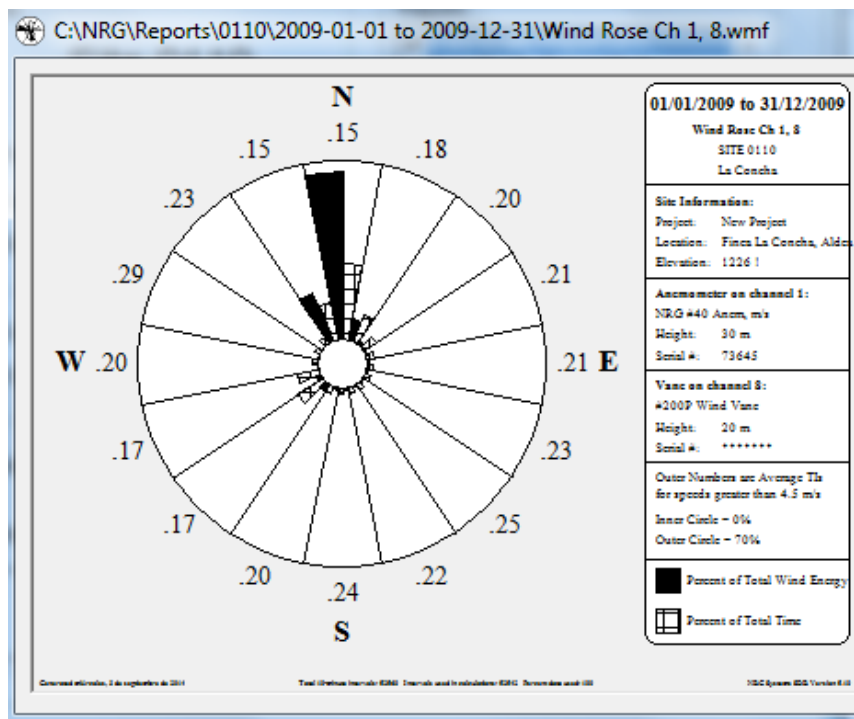 C:\NRG\Reports\0110\2009-01-01 to 2009-12-31\Wind Rose Ch 1, 8.wmf
N
.15
.18
.20
.21
.21 E
.23
.25
.22
.24
S
.20
.17
.17
W .20
.29
.23
.15
01/01/2009 to 31/12/2009
Wind Rose Ch 1, 8
SITE 0110
La Concha
Site Information:
Project: New Project
Location: Finca La Concha, Aldea
Elevation: 1226
Anemometer on channel 1:
NRG #40 Anem, m/s
Height: 30 m
Serial #: 73645
Vane on channel 8:
#200P Wind Vane
Height: 20 m
Serial #: *******
Outer Numbers are Average TIs
for speeds greater than 4.5 m/s
Inner Circle = 0%
Outer Circle = 70%
Percent of Total Wind Energy
Percent of Total Time